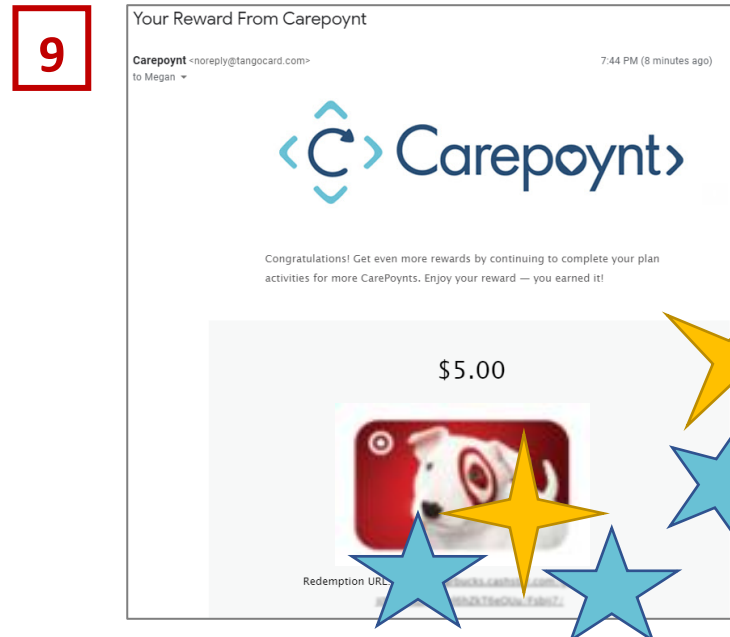 9
Your Reward From Carepoynt
Carepoynt <noreply@tangocard.com> 7:44 PM (8 minutes ago)
to Megan
C Carepoynt
Congratulations! Get even more rewards by continuing to complete your plan
activities for more CarePoynts. Enjoy your reward — you earned it!
$5.00
Redemption URL